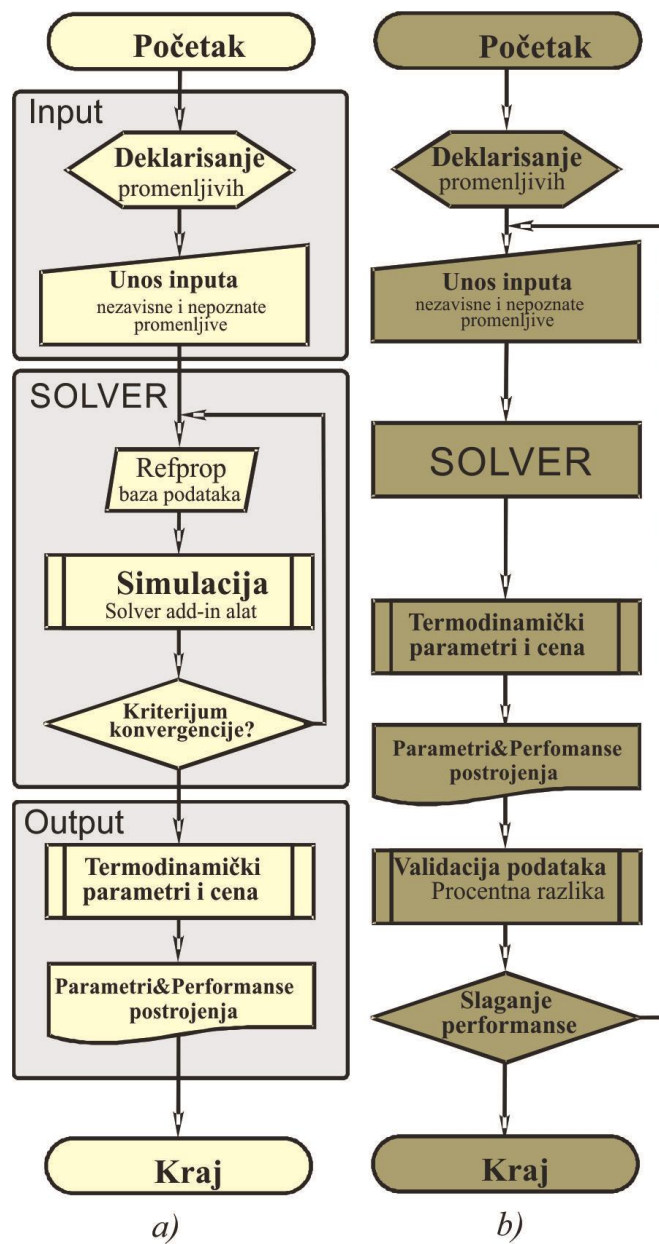 Početak
Input
Deklarisanje
promenljivih
Unos inputa
nezavisne i nepoznate
promenljive
SOLVER
Refprop
baza podataka
Simulacija
Solver add-in alat
Kriterijum
konvergencije?
Output
Termodinamički
parametri i cena
Parametri&Performanse
postrojenja
Kraj
a)
Početak
Deklarisanje
promenljivih
Unos inputa
nezavisne i nepoznate
promenljive
SOLVER
Termodinamički
parametri i cena
Parametri&Perfomanse
postrojenja
Validacija podataka
Procentna razlika
Slaganje
performanse
Kraj
b)